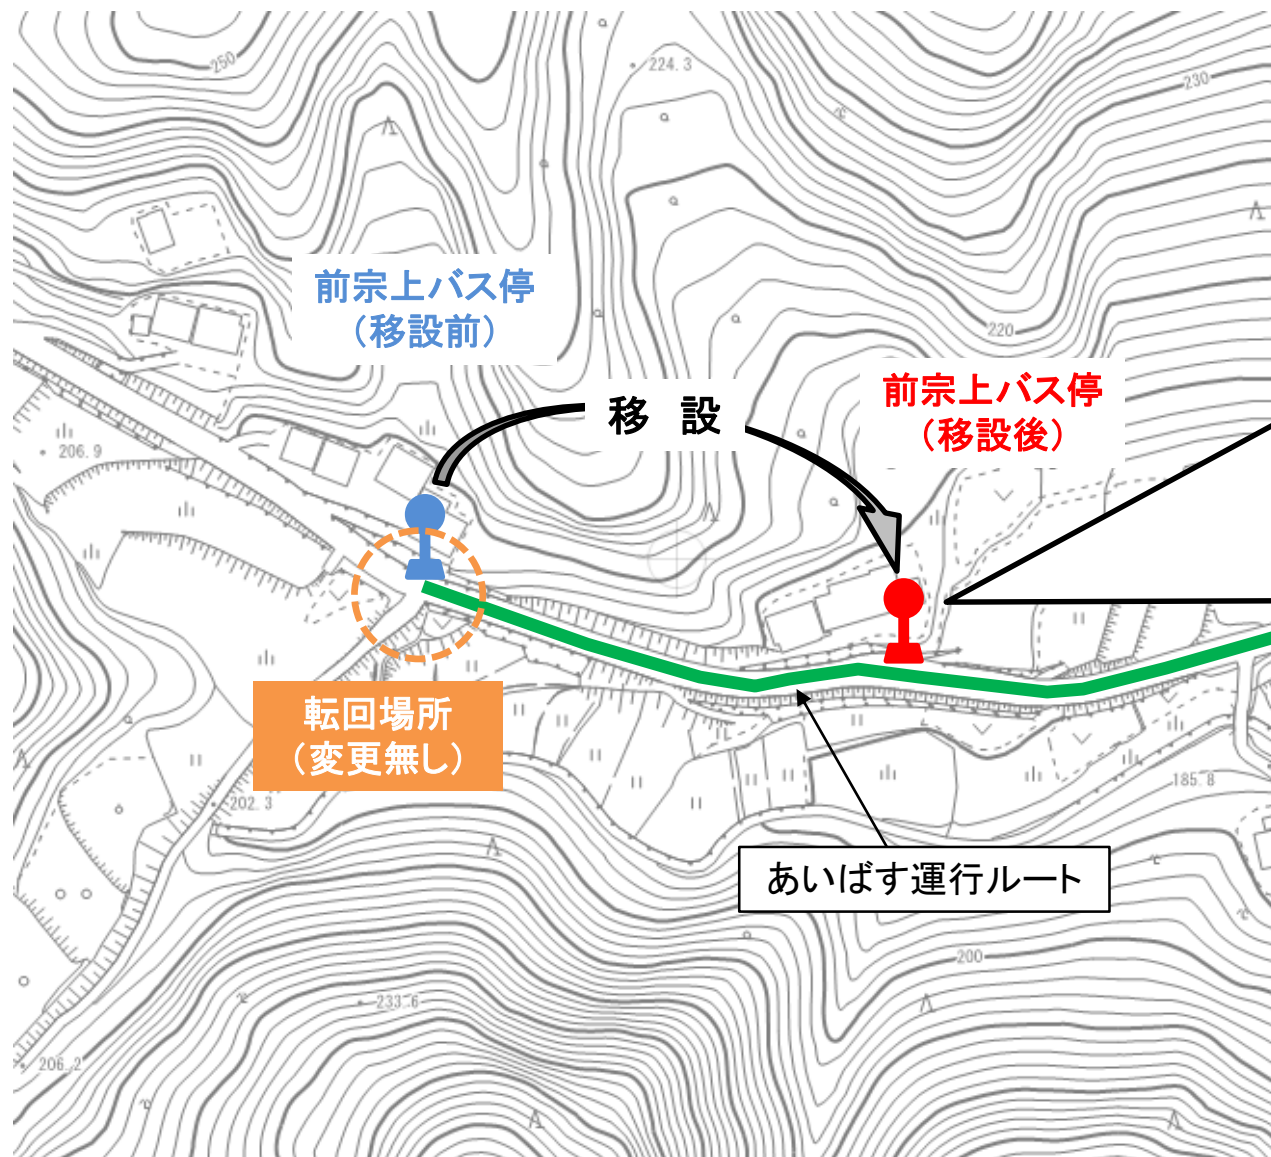 250
224.3
230
前宗上バス停
（移設前）
220
移　設
前宗上バス停
（移設後）
206.9
転回場所
（変更無し）
185.8
202.3
あいばす運行ルート
200
233.6
206.2